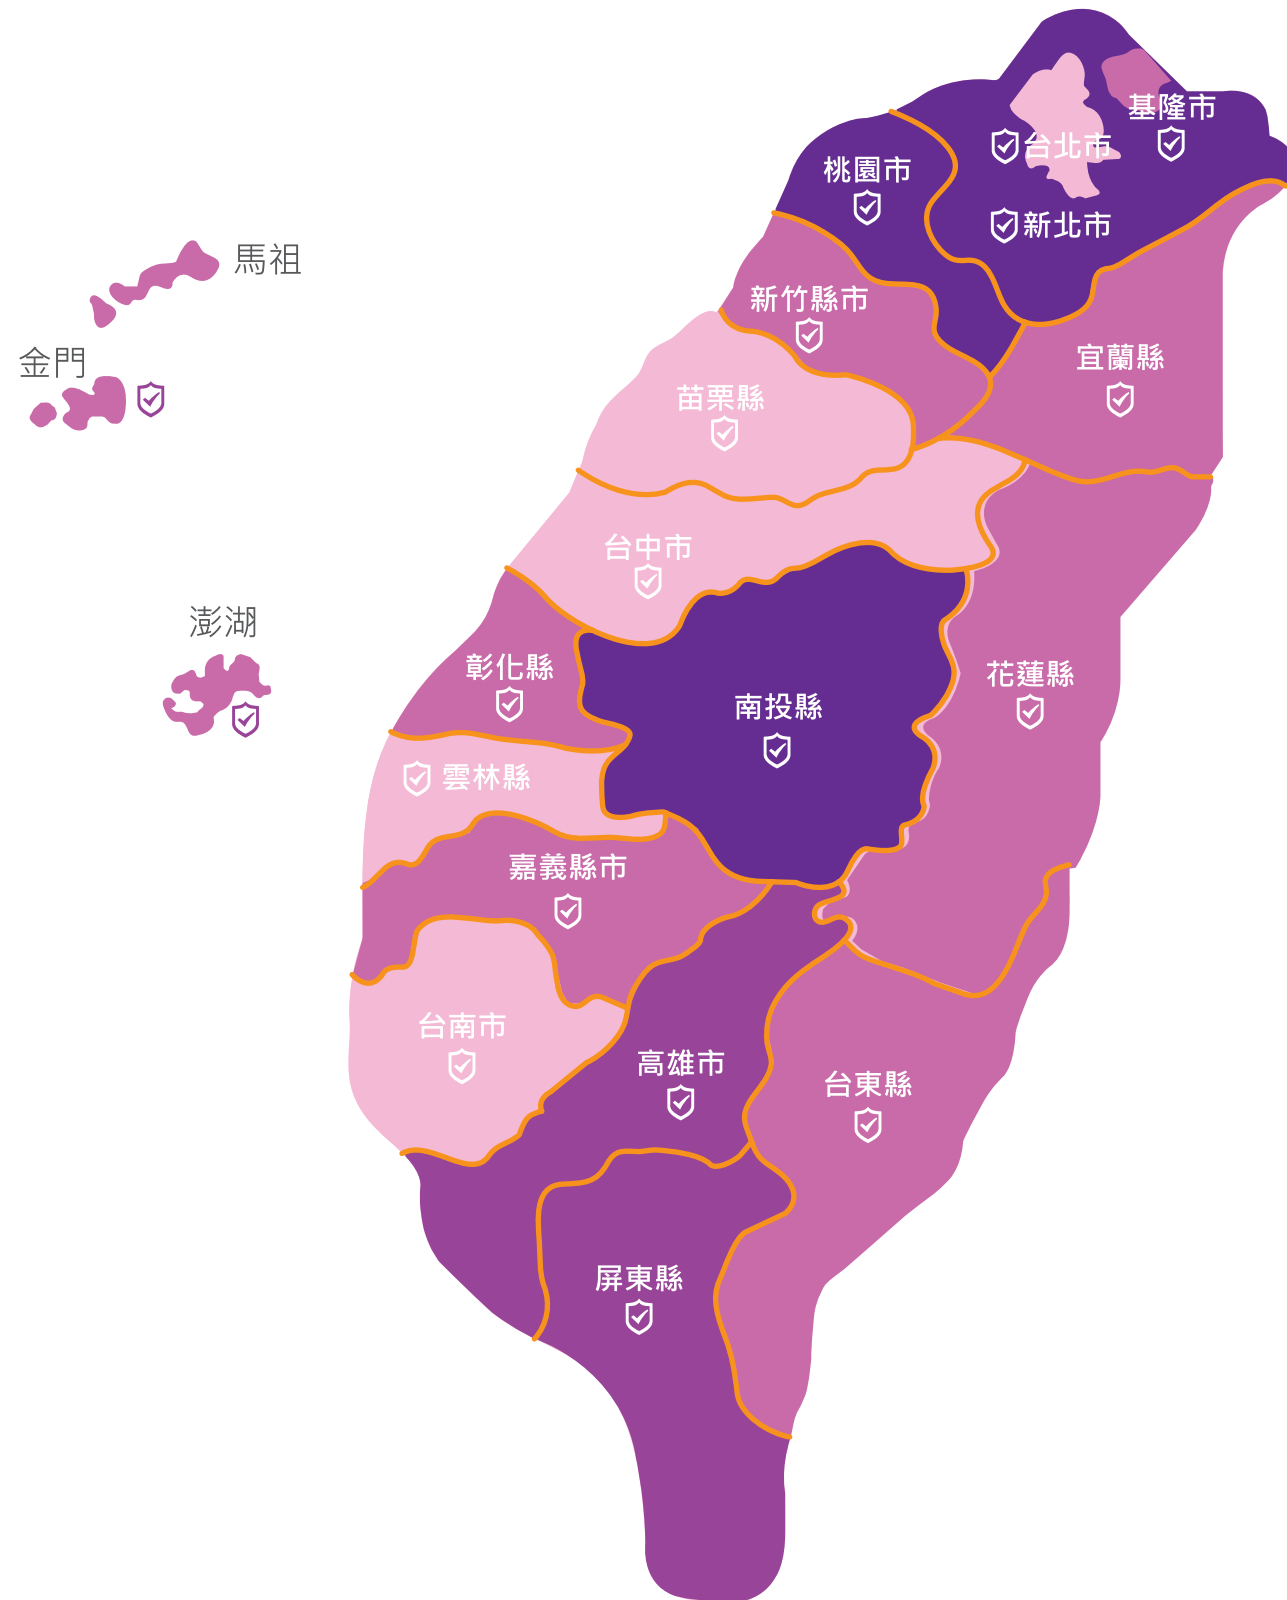 基隆市
台北市
桃園市
新北市
馬祖
新竹縣市
金門
宜蘭縣
苗栗縣
台中市
澎湖
彰化縣
花蓮縣
南投縣
雲林縣
嘉義縣市
台南市
高雄市
台東縣
屏東縣